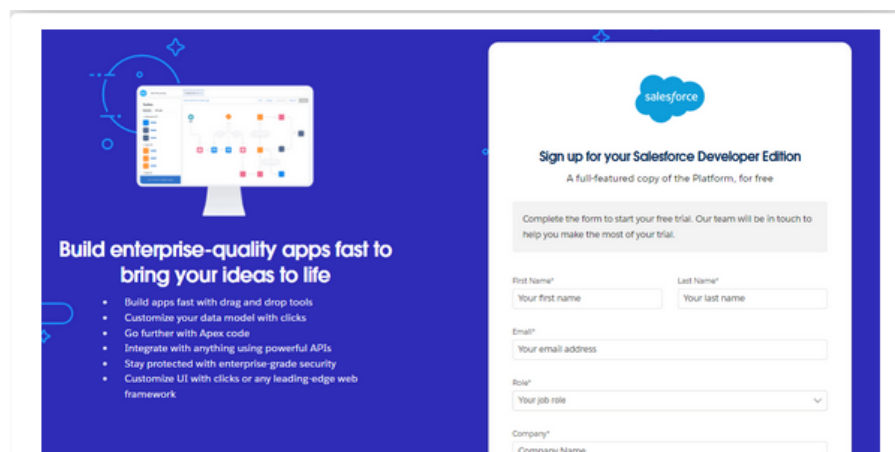 Build enterprise-quality apps fast to
bring your ideas to life
Build apps fast with drag and drop tools
Customize your data model with clicks
Go further with Apex code
Integrate with anything using powerful APIs
Stay protected with enterprise-grade security
Customize UI with clicks or any leading-edge web
framework
salesforce
Sign up for your Salesforce Developer Edition
A full-featured copy of the Platform, for free
Complete the form to start your free trial. Our team will be in touch to
help you make the most of your trial.
First Name* Last Name*
Your first name Your last name
Email*
Your email address
Role*
Your job role
Company*
Company Name